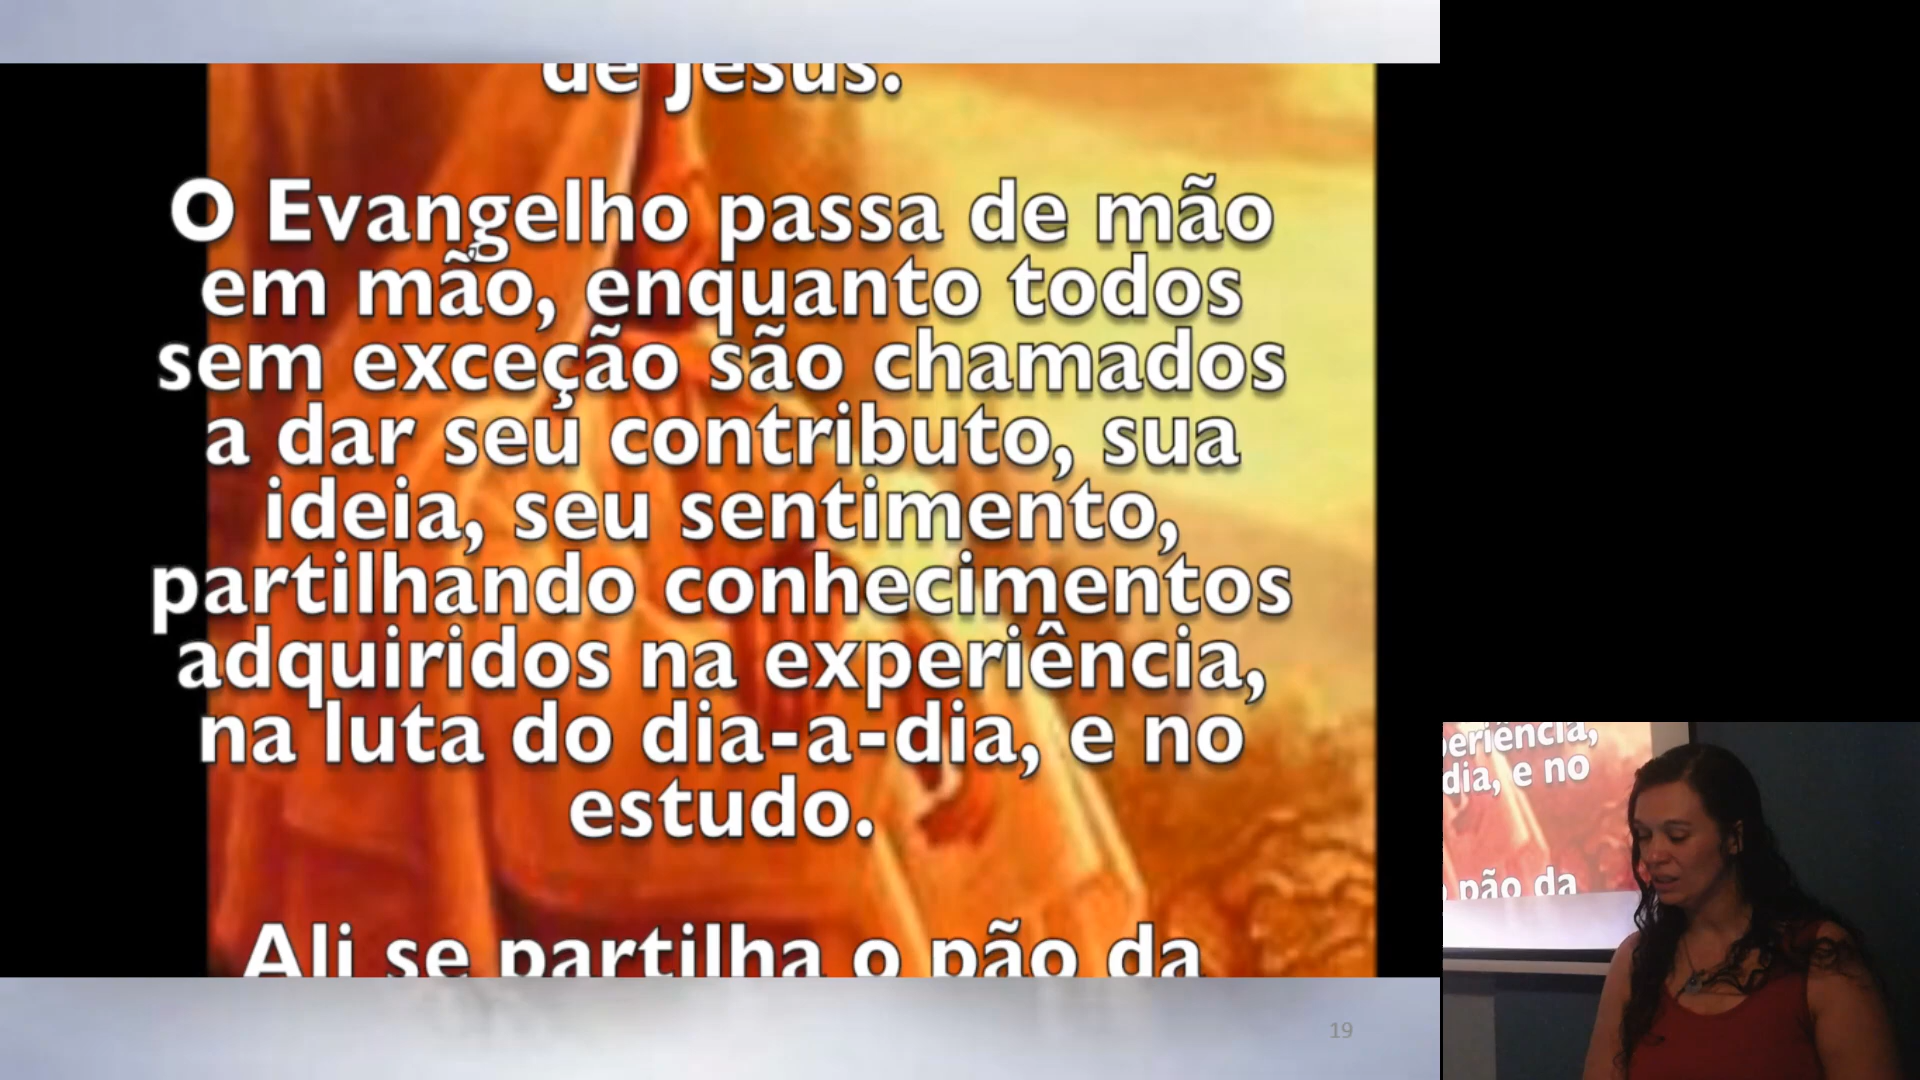 de Jesus.
O Evangelho passa de mão
em mão, enquanto todos
sem exceção são chamados
a dar seu contributo, sua
ideia, seu sentimento,
partilhando conhecimentos
adquiridos na experiência,
na luta do dia-a-dia, e no
estudo.
Ali se partilha o pão da
19
periência,
dia, e no
pão da